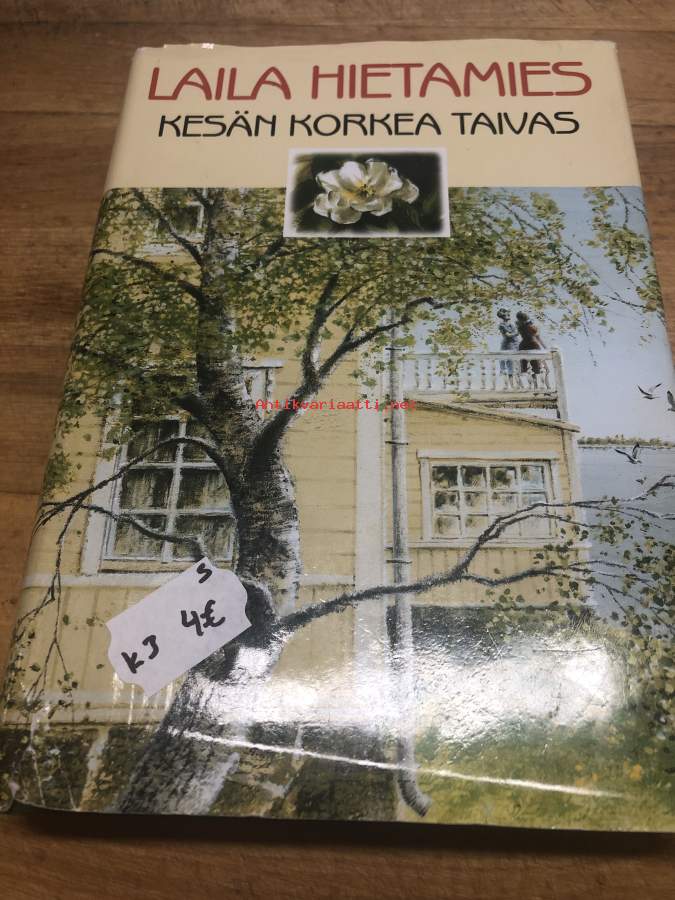 LAILA HIETAMIES
KESÄN KORKEA TAIVAS
Antikvariaatti.net
S
KJ 4€